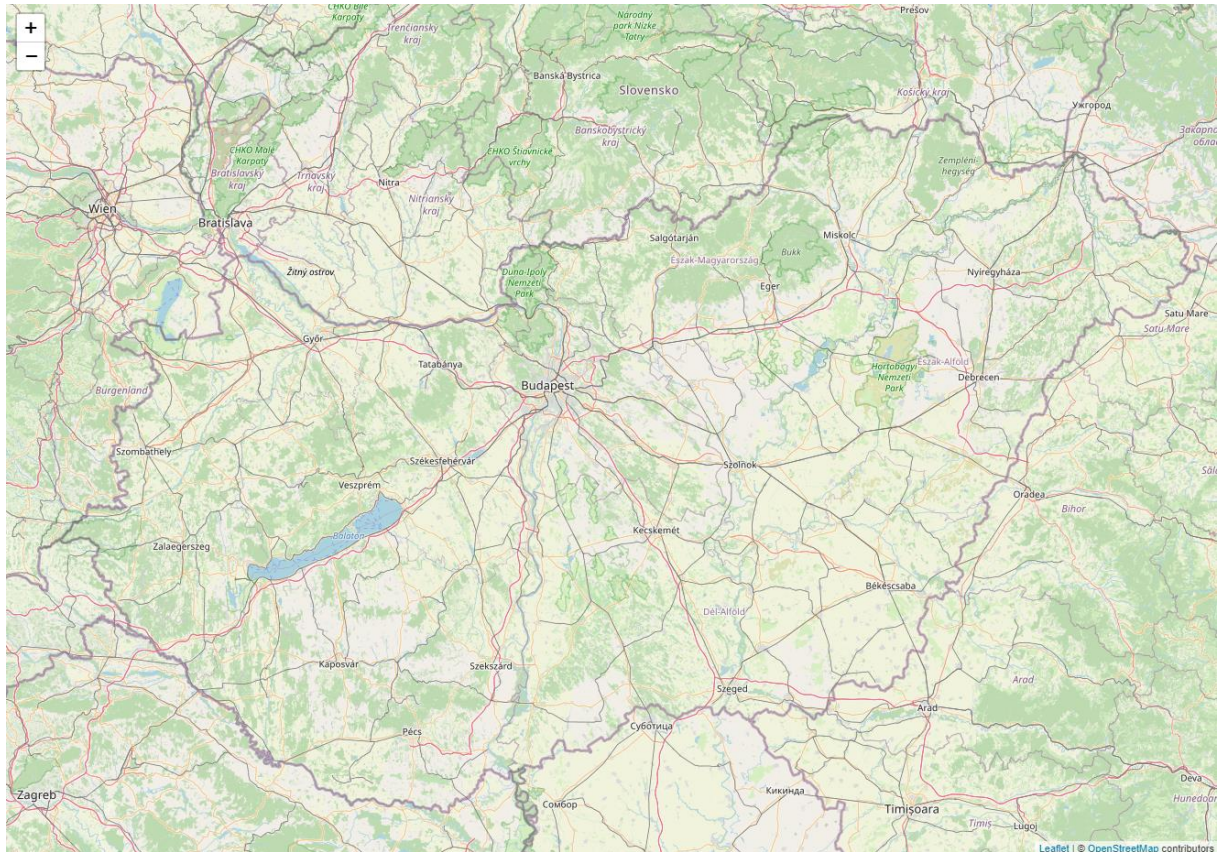 +
−
CHKO Biele
Karpaty
Trenčiansky
kraj
Národný
park Nízke
Tatry
Prešov
Banská Bystrica
Slovensko
Košický kraj
Ужгород
Banskobystrický
kraj
CHKO Malé
Karpaty
Bratislavský
kraj
Trnavský
kraj
Nitra
CHKO Štiavnické
vrchy
Nitriansky
kraj
Zempléni-
hegység
Wien
Bratislava
Salgótarján
Miskolc
Bükk
Észak-Magyarország
Žitný ostrov
Duna-Ipoly
Nemzeti
Park
Eger
Nyíregyháza
Satu Mare
Satu Mare
Győr
Tatabánya
Budapest
Hortobágyi
Nemzeti
Park
Észak-Alföld
Debrecen
Burgenland
Szombathely
Székesfehérvár
Szolnok
Veszprém
Oradea
Bihor
Balaton
Zalaegerszeg
Kecskemét
Békéscsaba
Dél-Alföld
Kaposvár
Szekszárd
Szeged
Arad
Arad
Pécs
Суботица
Zagreb
Сомбор
Кикинда
Timișoara
Timiș
Lugoj
Deva
Leaflet | © OpenStreetMap contributors